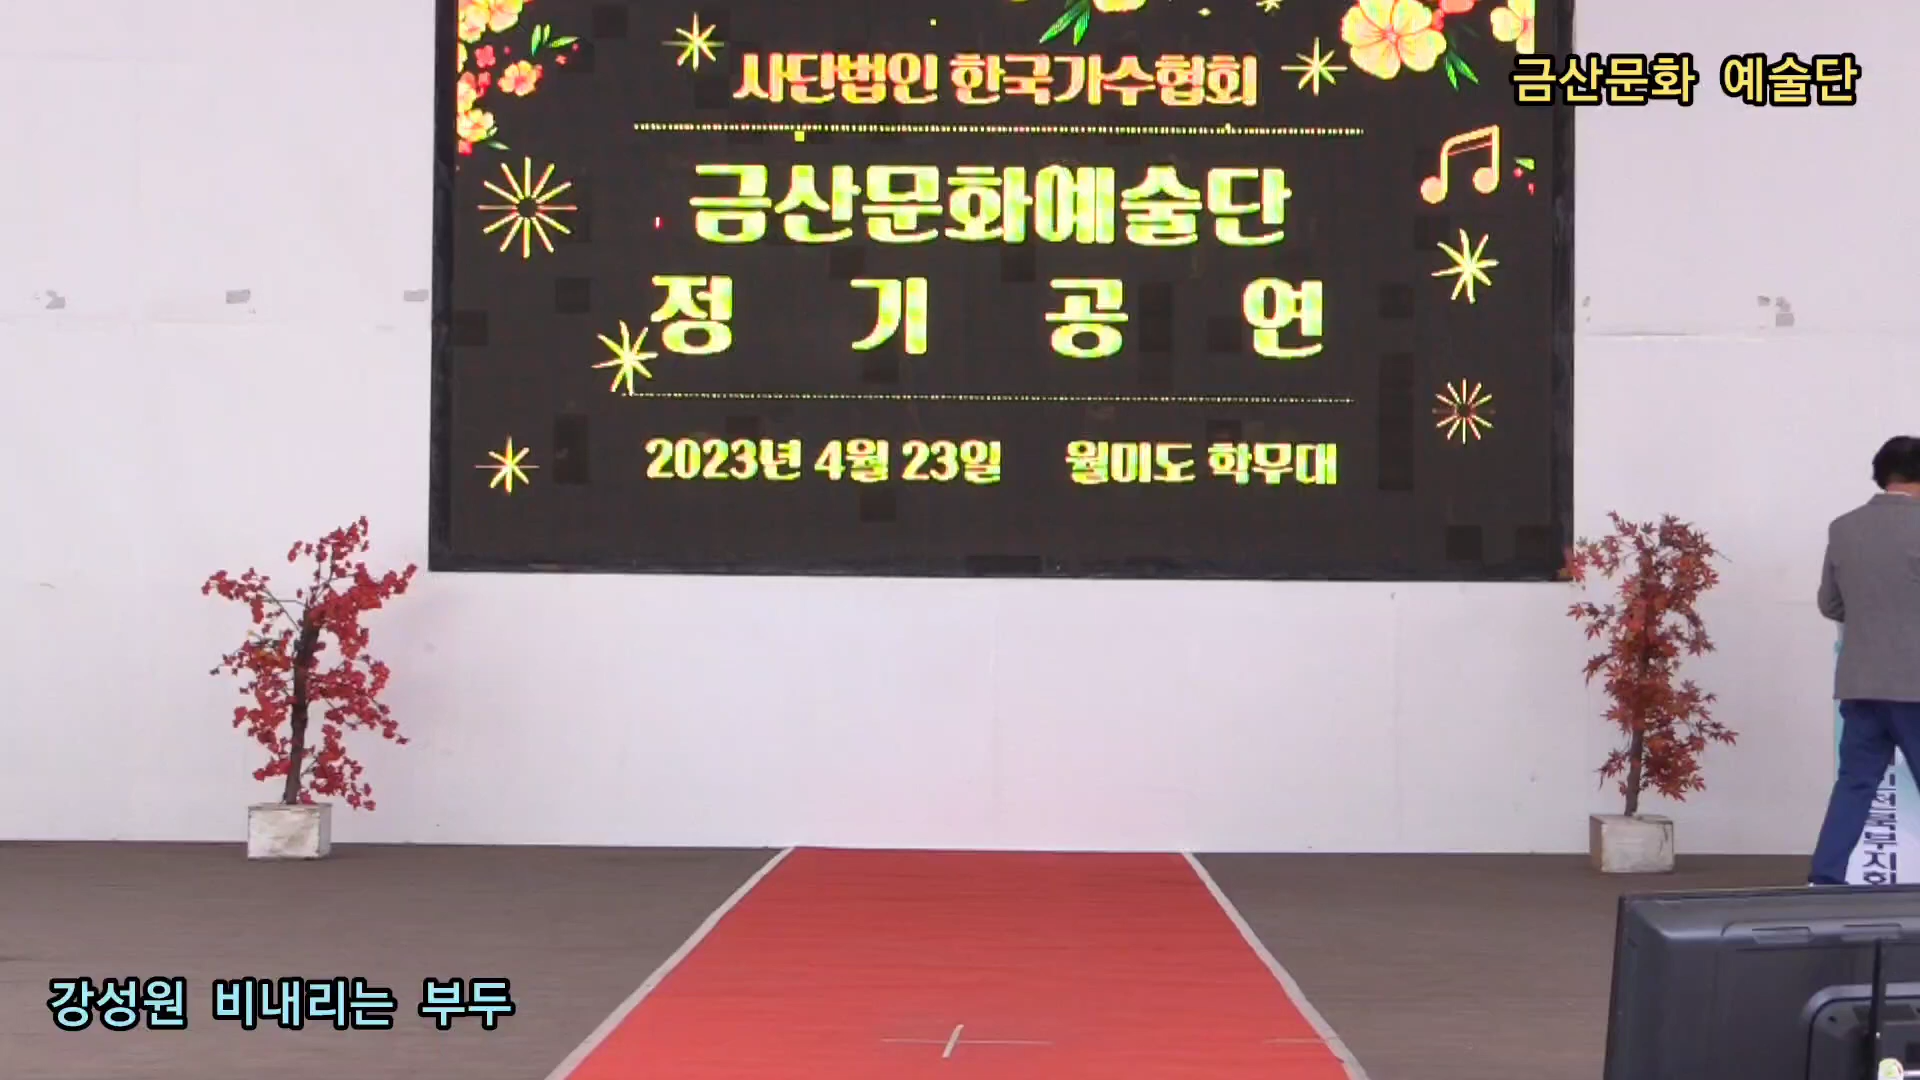 사단법인 한국가수협회
금산문화 예술단
금산문화예술단
정 기 공 연
2023년 4월 23일 월미도 학무대
강성원 비내리는 부두